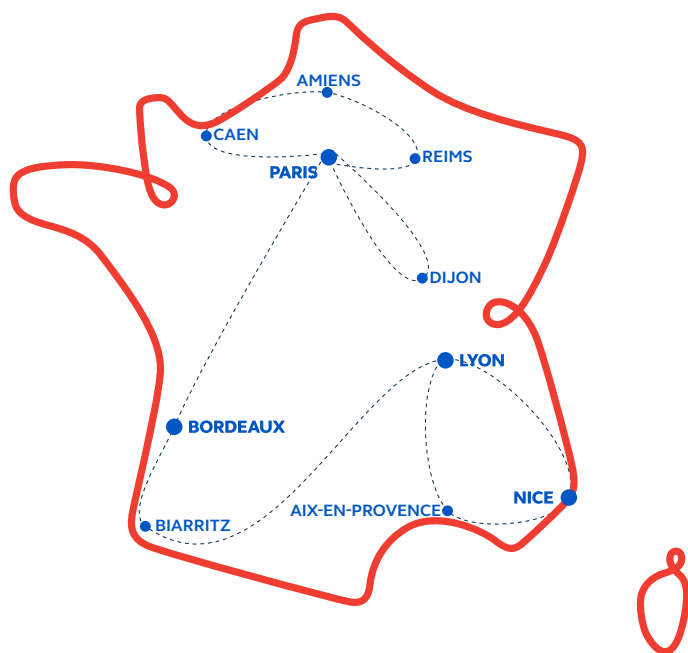 AMIENS
CAEN
REIMS
PARIS
DIJON
LYON
BORDEAUX
NICE
AIX-EN-PROVENCE
BIARRITZ